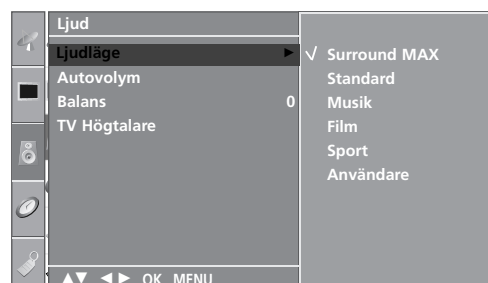 Ljud
Ljudläge ►
Autovolym
Balans 0
TV Högtalare
▲▼ ◄► OK MENU
√ Surround MAX
Standard
Musik
Film
Sport
Användare